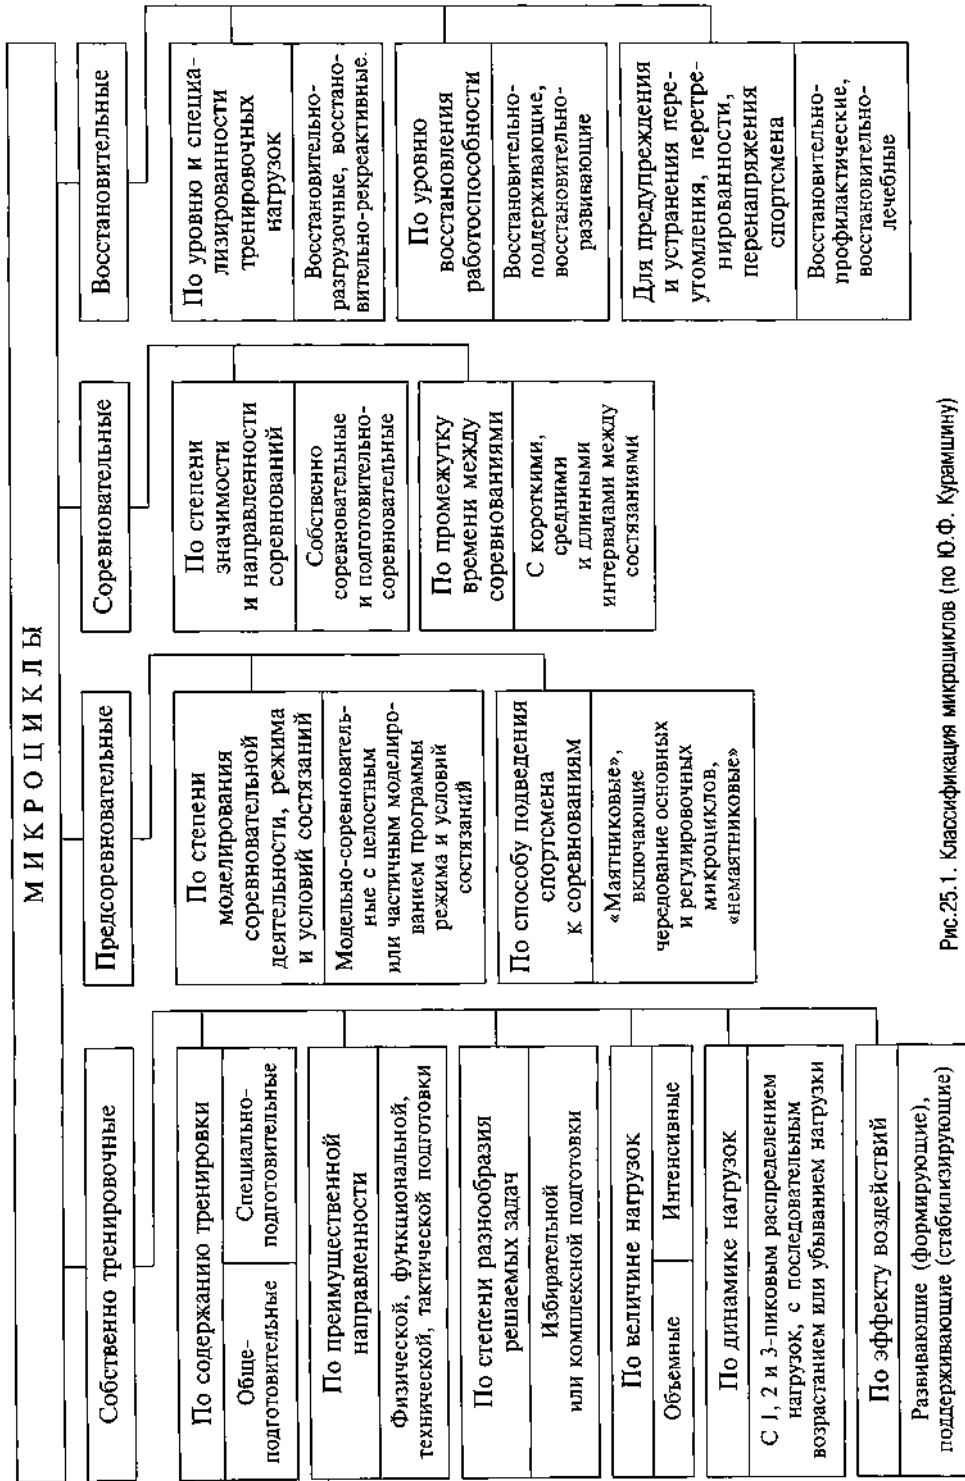 МИКРОЦИКЛЫ
Собственно тренировочные
По содержанию тренировки
Обще-
подготовительные
Специально-
подготовительные
По преимущественной
направленности
Физической, функциональной,
технической, тактической подготовки
По степени разнообразия
решаемых задач
Избирательной
или комплексной подготовки
По величине нагрузок
Объемные
Интенсивные
По динамике нагрузок
С 1, 2 и 3-пиковым распределением
нагрузок, с последовательным
возрастанием или убыванием нагрузки
По эффекту воздействий
Развивающие (формирующие),
поддерживающие (стабилизирующие)
Предсоревновательные
По степени
моделирования
соревновательной
деятельности, режима
и условий состязаний
Модельно-соревнователь-
ные с целостным
или частичным моделиро-
ванием программы
режима и условий
состязаний
По способу подведения
спортсмена
к соревнованиям
«Маятниковые»,
включающие
чередование основных
и регулировочных
микроциклов,
«немаятниковые»
Соревновательные
По степени
значимости
и направленности
соревнований
Собственно
соревновательные
и подготовительно-
соревновательные
По промежутку
времени между
соревнованиями
С короткими,
средними
и длинными
интервалами между
состязаниями
Восстановительные
По уровню и специа-
лизированности
тренировочных
нагрузок
Восстановительно-
разгрузочные, восстано-
вительно-рекреактивные.
По уровню
восстановления
работоспособности
Восстановительно-
поддерживающие,
восстановительно-
развивающие
Для предупреждения
и устранения пере-
утомления, перетре-
нированности,
перенапряжения
спортсмена
Восстановительно-
профилактические,
восстановительно-
лечебные
Рис.25.1. Классификация микроциклов (по Ю.Ф. Курамшину)